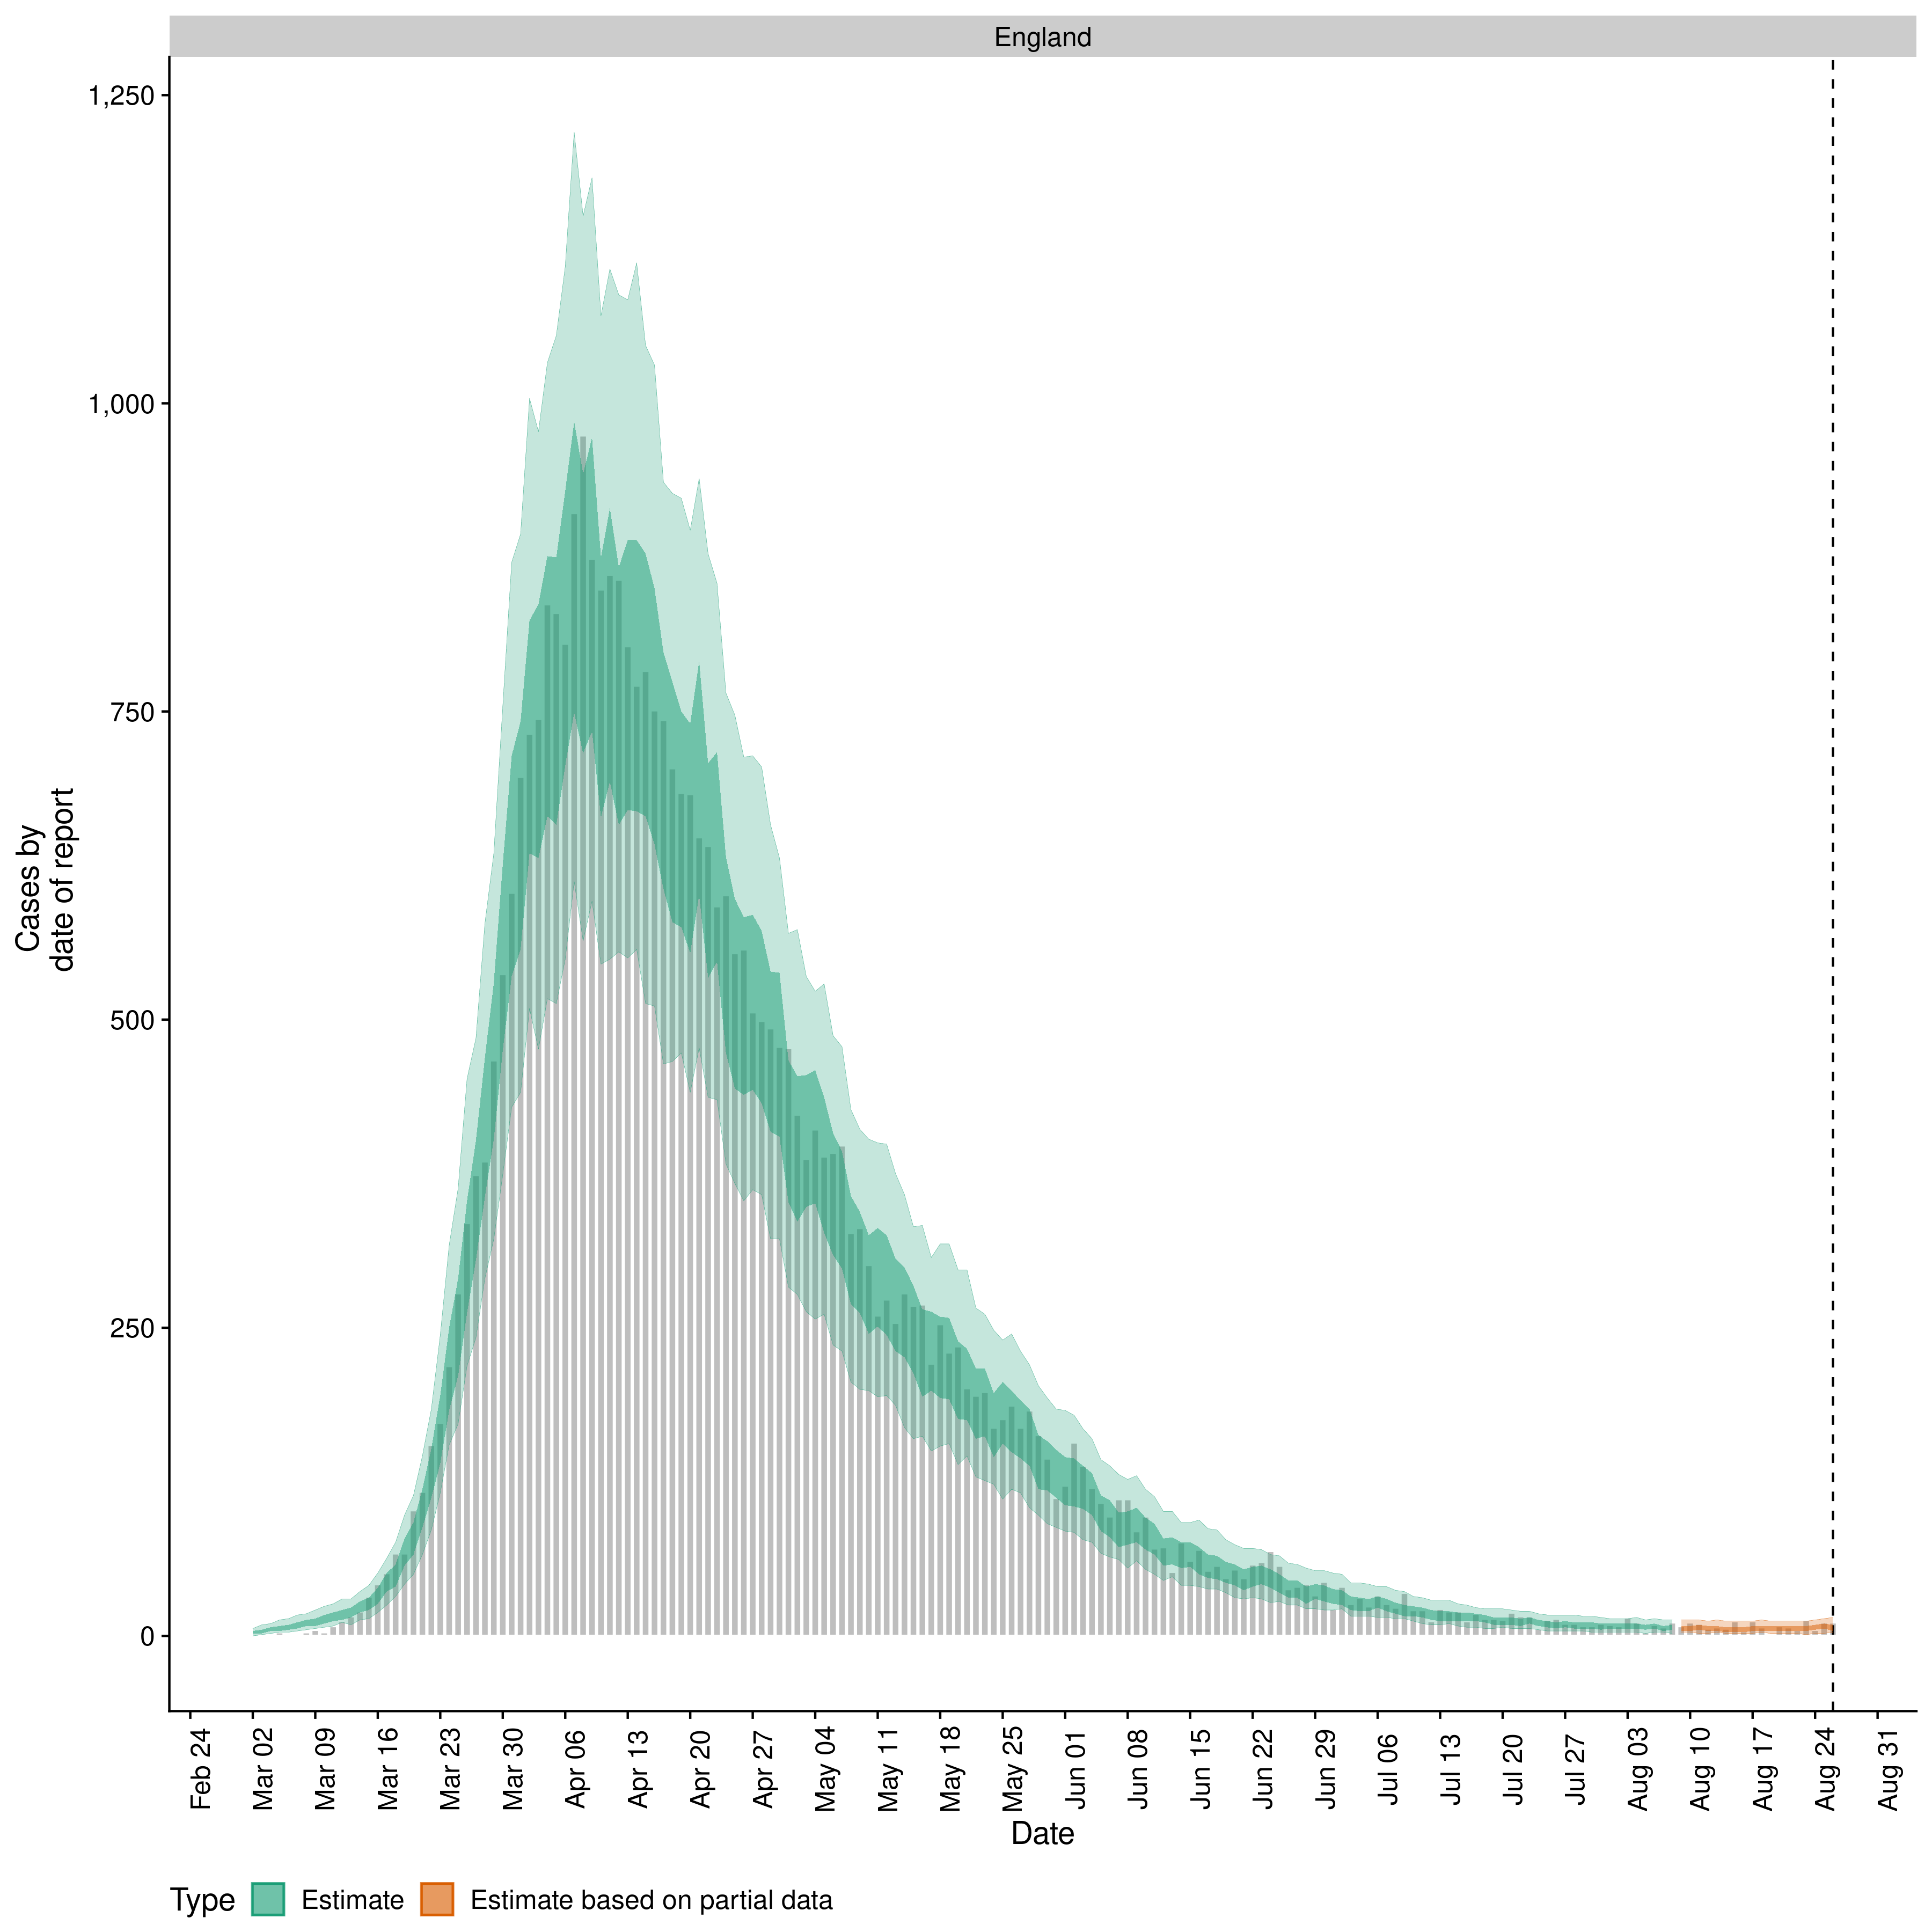 England
1,250
1,000
750
500
250
0
Cases by
date of report
Feb 24
Mar 02
Mar 09
Mar 16
Mar 23
Mar 30
Apr 06
Apr 13
Apr 20
Apr 27
May 04
May 11
May 18
May 25
Jun 01
Jun 08
Jun 15
Jun 22
Jun 29
Jul 06
Jul 13
Jul 20
Jul 27
Aug 03
Aug 10
Aug 17
Aug 24
Aug 31
Date
Type Estimate Estimate based on partial data